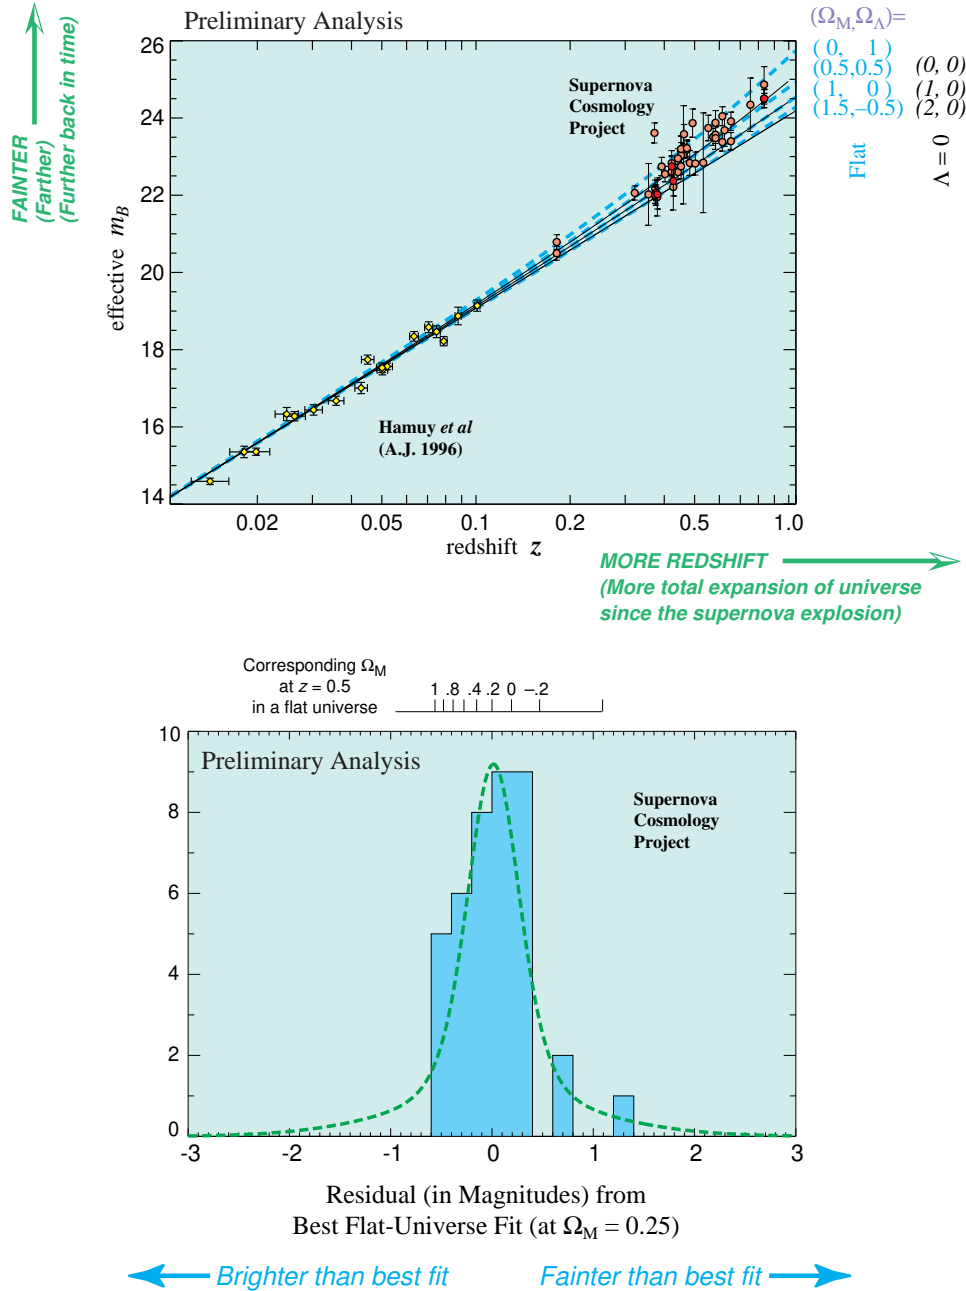 Preliminary Analysis
(Ω_M,Ω_Λ)=
( 0, 1 )
(0.5,0.5) (0, 0)
( 1, 0 ) (1, 0)
(1.5,–0.5) (2, 0)
Flat
Λ = 0
FAINTER
(Farther)
(Further back in time)
effective m_B
26
24
22
20
18
16
14
Supernova
Cosmology
Project
Hamuy et al
(A.J. 1996)
0.02 0.05 0.1 0.2 0.5 1.0
redshift z
MORE REDSHIFT
(More total expansion of universe
since the supernova explosion)
Corresponding Ω_M
at z = 0.5
in a flat universe
1 .8 .4 .2 0 –.2
Preliminary Analysis
Supernova
Cosmology
Project
10
8
6
4
2
0
-3 -2 -1 0 1 2 3
Residual (in Magnitudes) from
Best Flat-Universe Fit (at Ω_M = 0.25)
Brighter than best fit Fainter than best fit